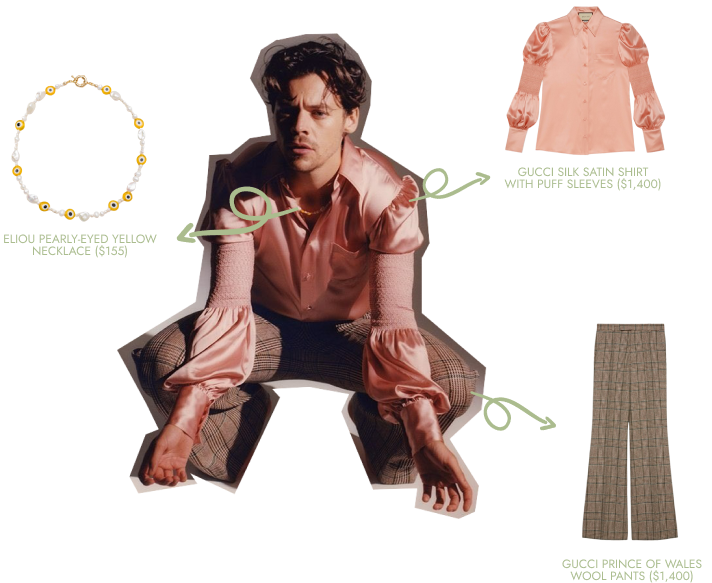 GUCCI SILK SATIN SHIRT
WITH PUFF SLEEVES ($1,400)
ELIOU PEARLY-EYED YELLOW
NECKLACE ($155)
GUCCI PRINCE OF WALES
WOOL PANTS ($1,400)